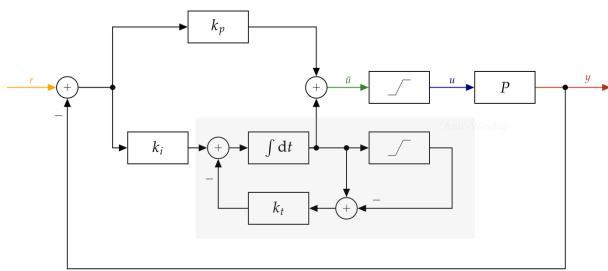 k_p
r
+
−
ũ
u
P
y
+
Anti-Windup
k_i
+
∫ dt
−
k_t
+
−